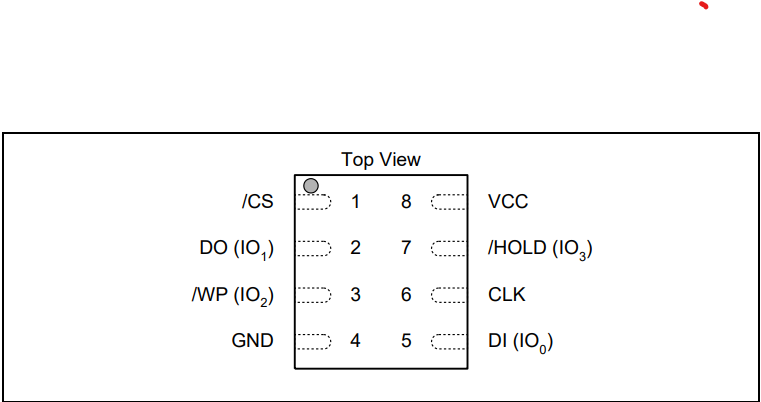 Top View
/CS 1 8 VCC
DO (IO1) 2 7 /HOLD (IO3)
/WP (IO2) 3 6 CLK
GND 4 5 DI (IO0)